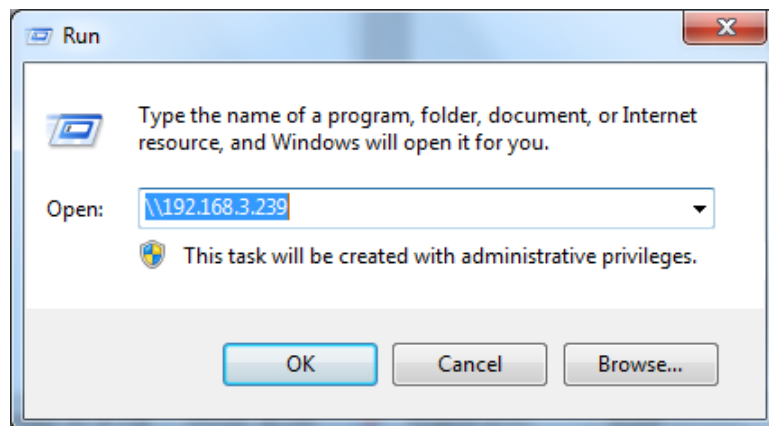 Run
Type the name of a program, folder, document, or Internet
resource, and Windows will open it for you.
Open: \\192.168.3.239
This task will be created with administrative privileges.
OK Cancel Browse...